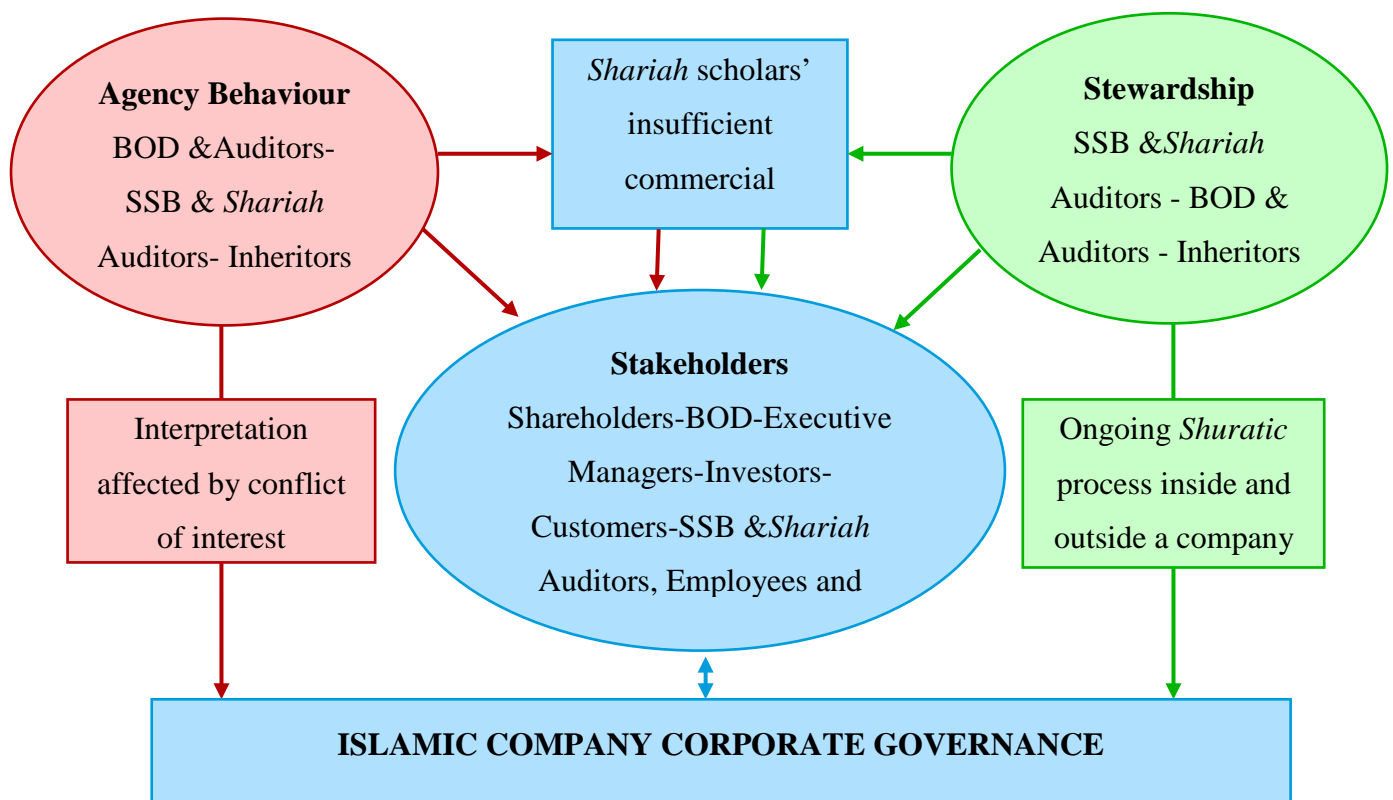 Agency Behaviour
BOD &Auditors-
SSB & Shariah
Auditors- Inheritors
Shariah scholars’
insufficient
commercial
Stewardship
SSB &Shariah
Auditors - BOD &
Auditors - Inheritors
Interpretation
affected by conflict
of interest
Stakeholders
Shareholders-BOD-Executive
Managers-Investors-
Customers-SSB &Shariah
Auditors, Employees and
Ongoing Shuratic
process inside and
outside a company
ISLAMIC COMPANY CORPORATE GOVERNANCE